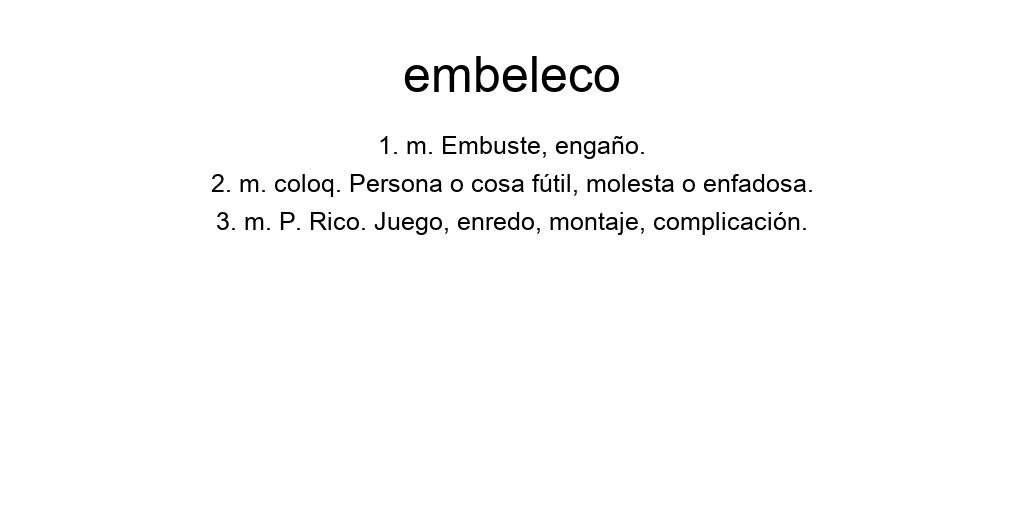 embeleco
1. m. Embuste, engaño.
2. m. coloq. Persona o cosa fútil, molesta o enfadosa.
3. m. P. Rico. Juego, enredo, montaje, complicación.